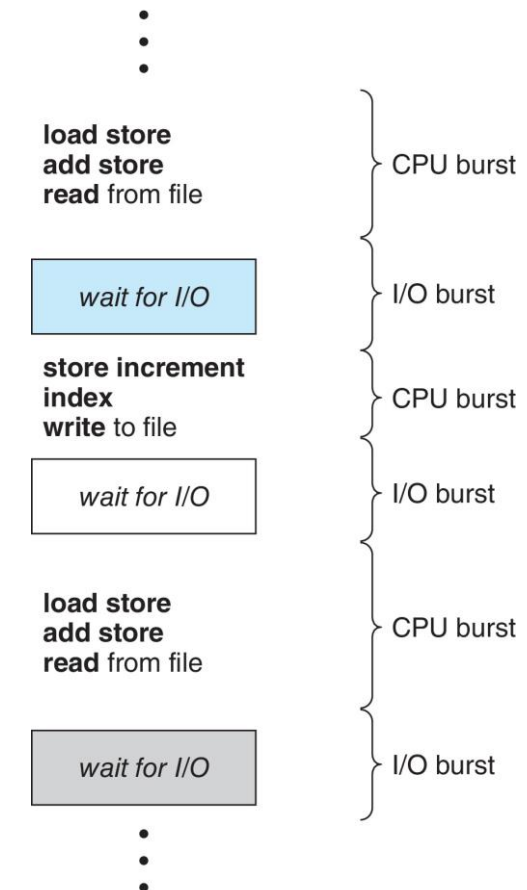 load store
add store
read from file
CPU burst
wait for I/O
I/O burst
store increment
index
write to file
CPU burst
wait for I/O
I/O burst
load store
add store
read from file
CPU burst
wait for I/O
I/O burst